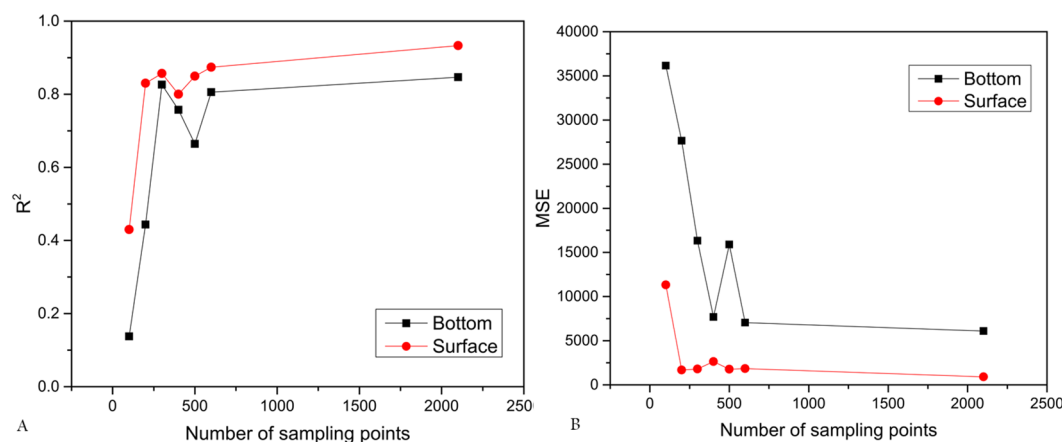 1.0
0.8
0.6
0.4
0.2
0.0
R²
0 500 1000 1500 2000 2500
Number of sampling points
Bottom
Surface
A
40000
35000
30000
25000
20000
15000
10000
5000
0
MSE
0 500 1000 1500 2000 2500
Number of sampling points
Bottom
Surface
B